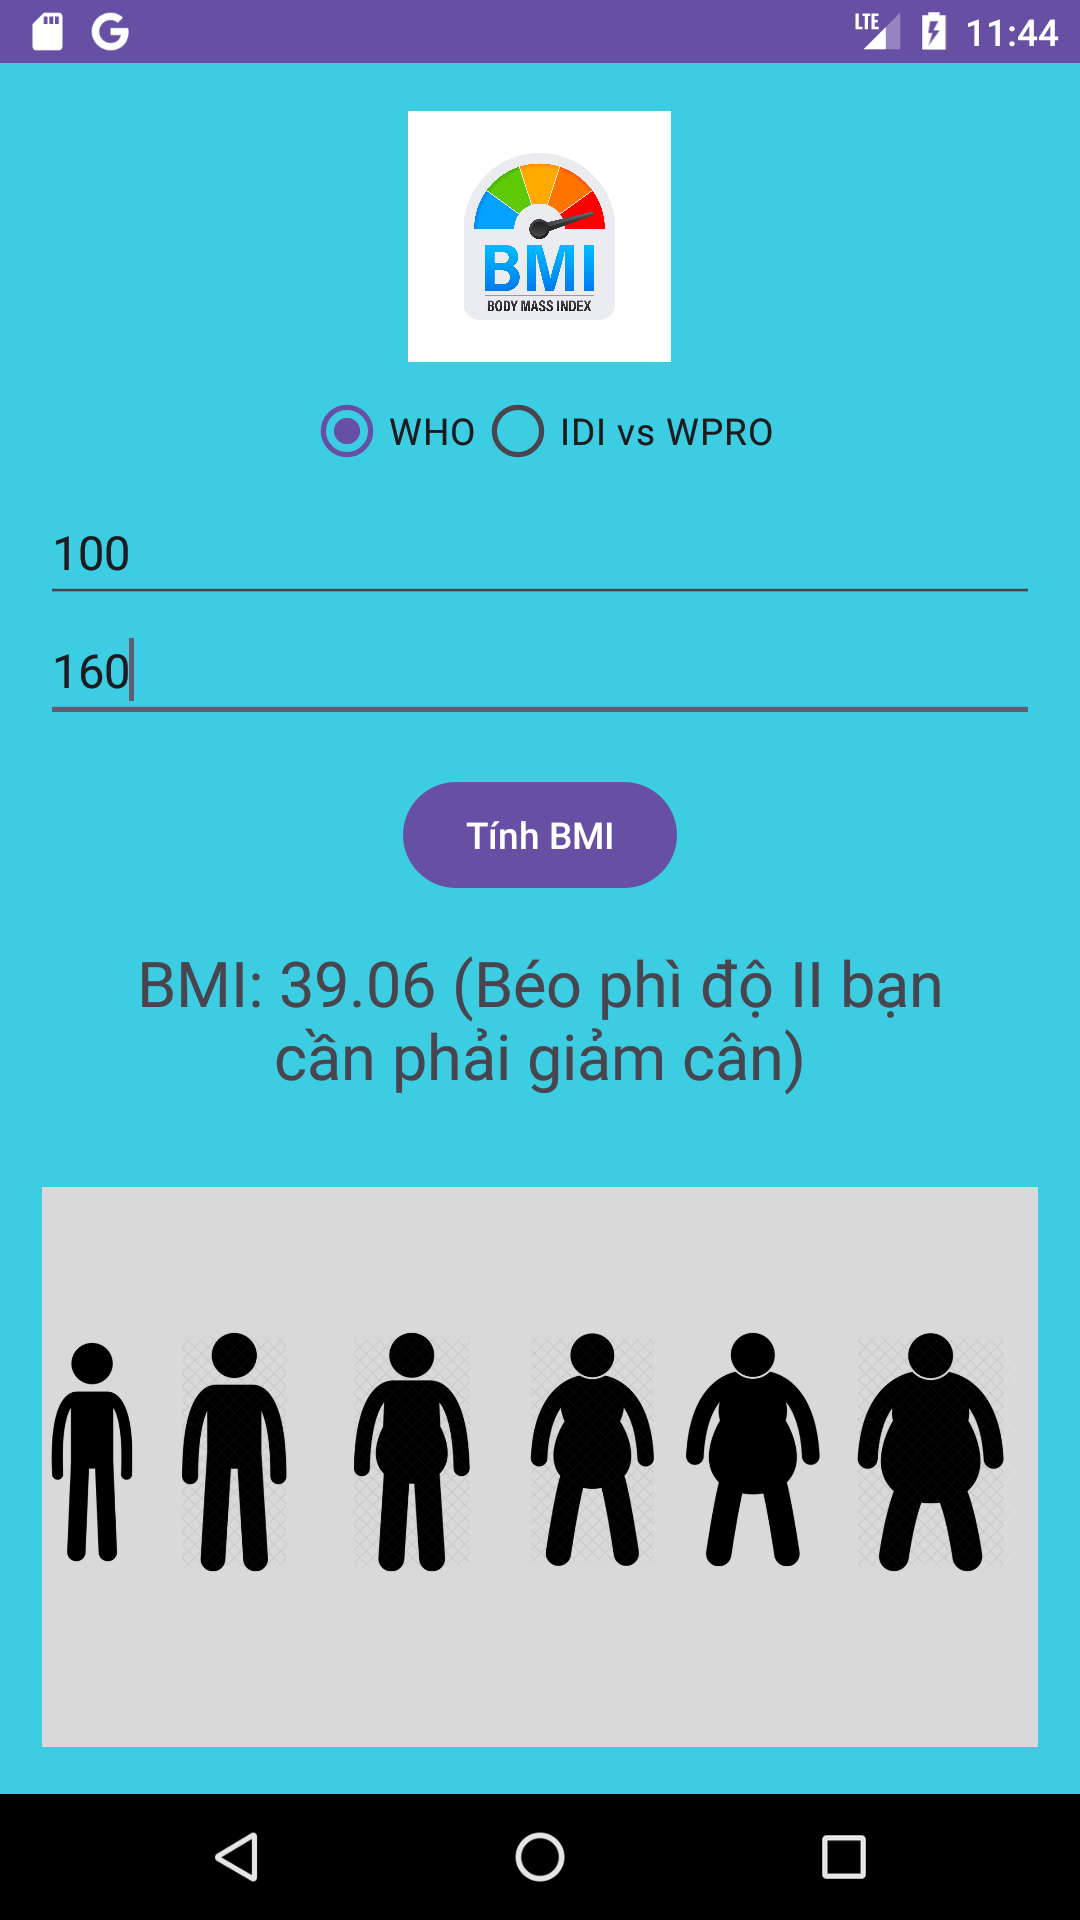 LTE 11:44
BMI
BODY MASS INDEX
WHO IDI vs WPRO
100
160
Tính BMI
BMI: 39.06 (Béo phì độ II bạn
cần phải giảm cân)